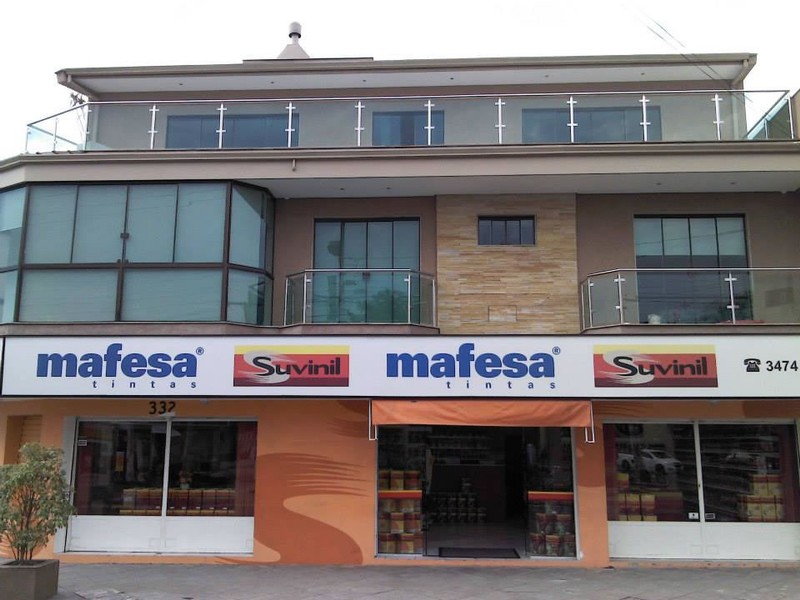 mafesa®
tintas
Suvinil
mafesa®
tintas
Suvinil
☎ 3474
332